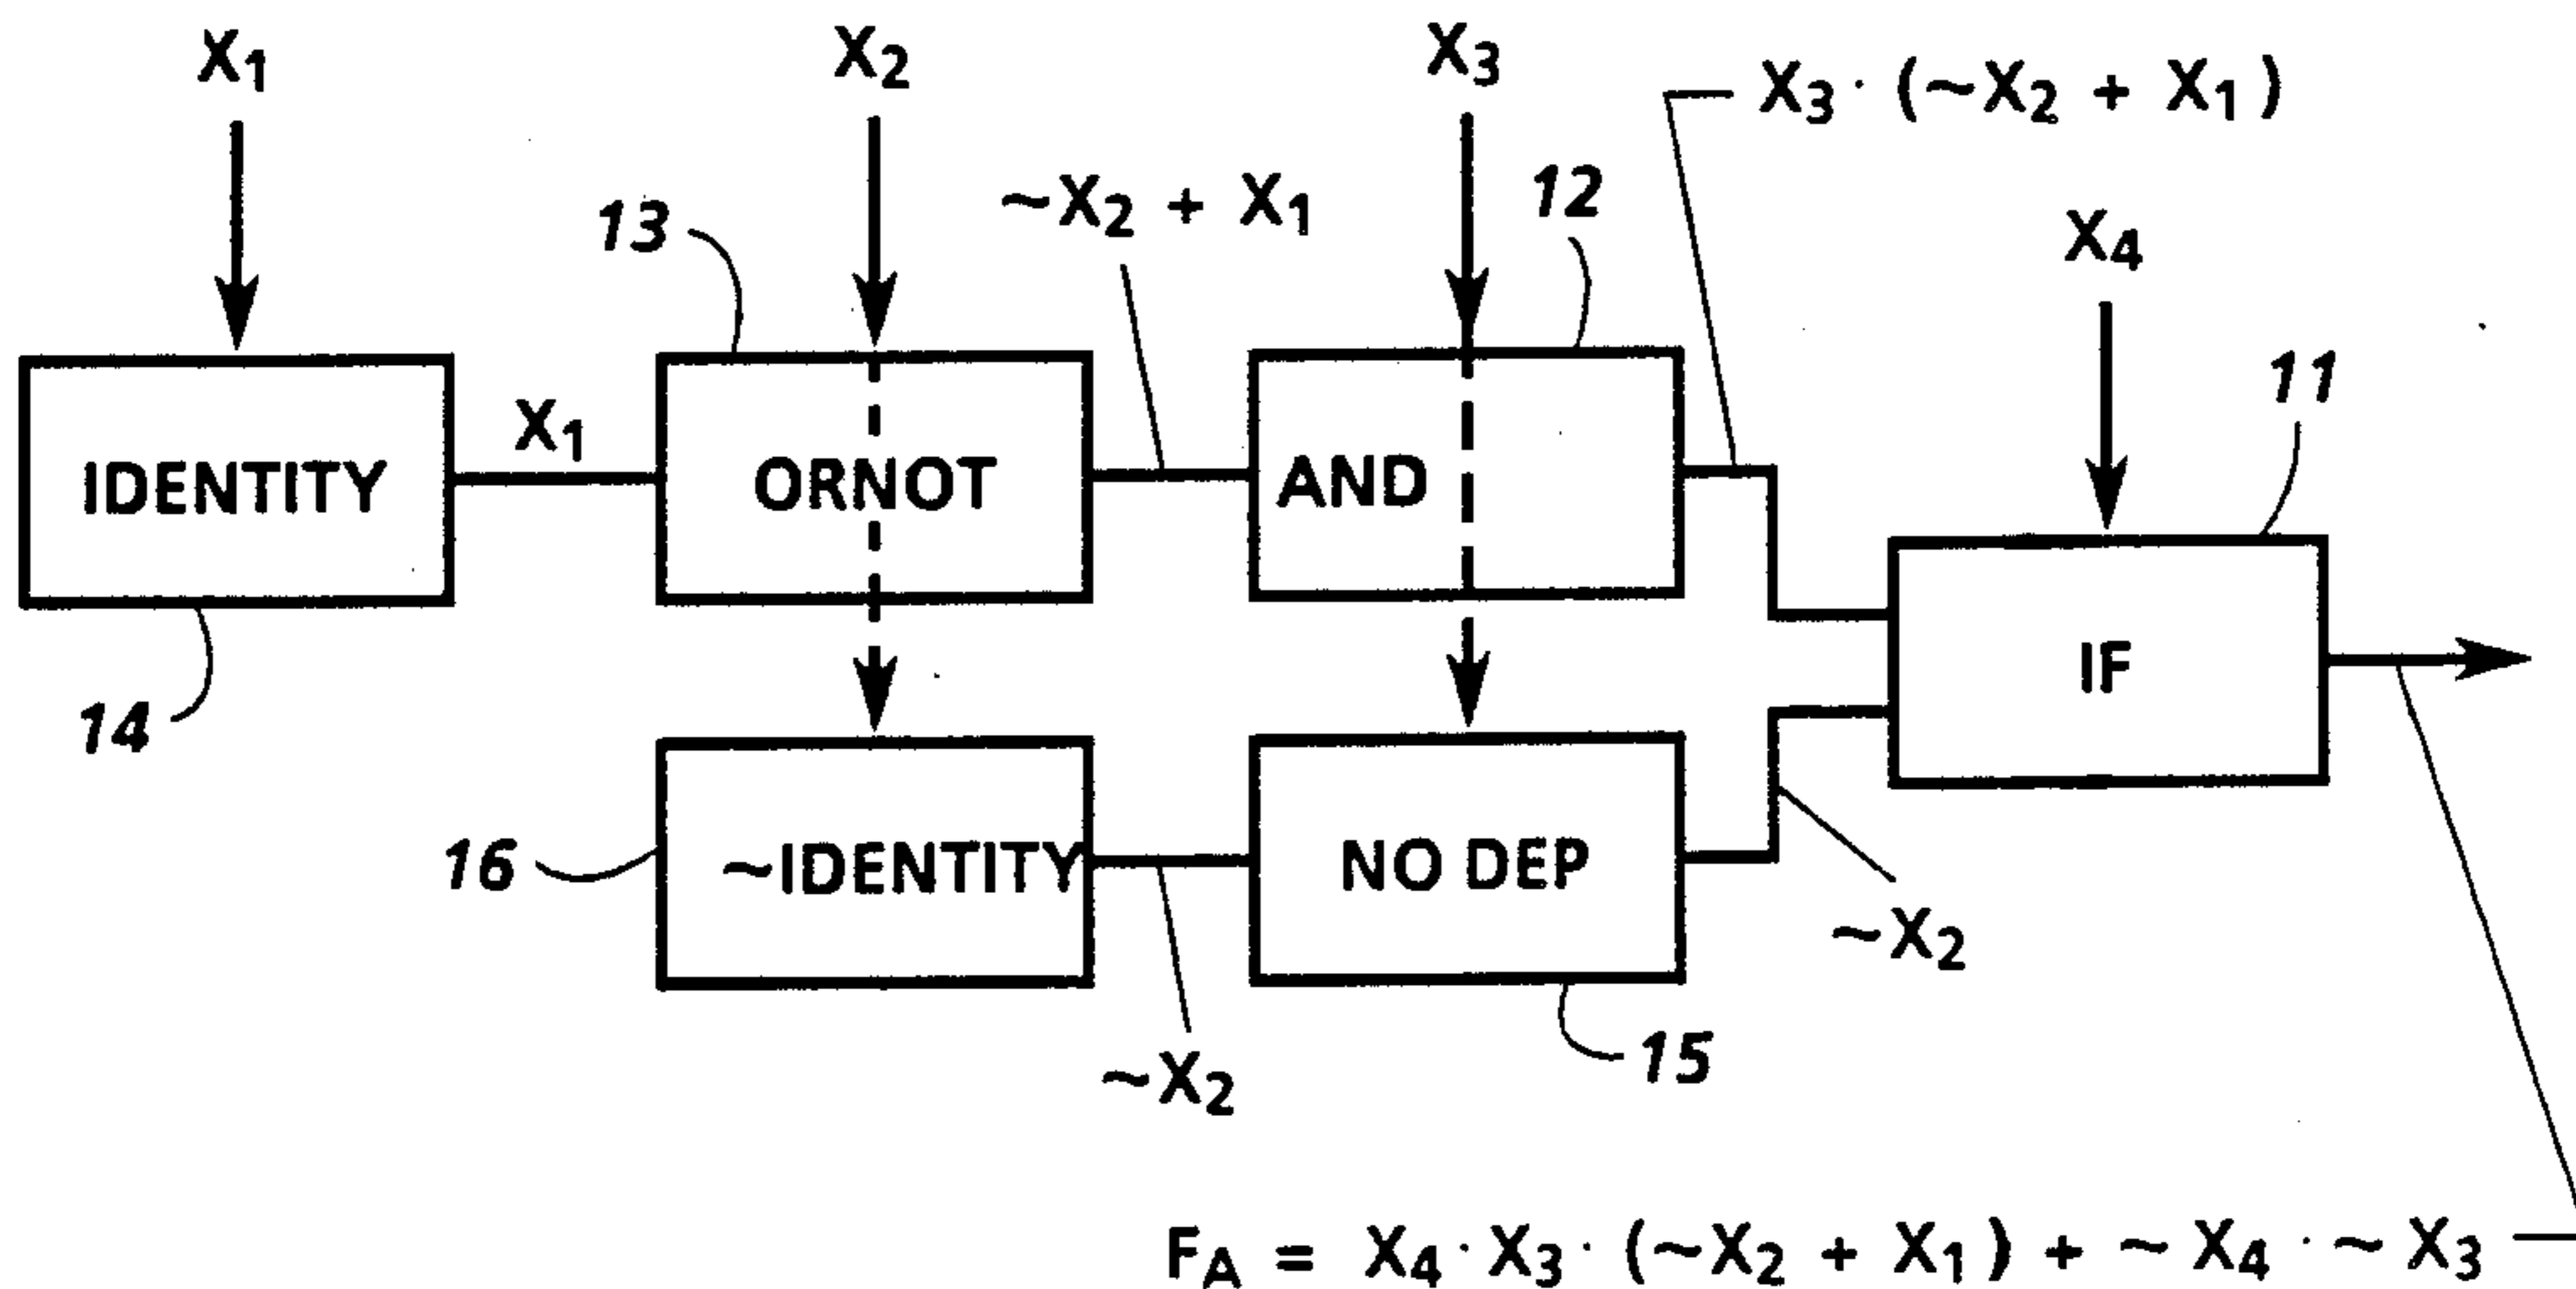 X₁
X₂
X₃
X₃ · (~X₂ + X₁)
13
~X₂ + X₁
12
X₄
11
IDENTITY
X₁
ORNOT
AND
IF
14
16
~IDENTITY
NO DEP
~X₂
~X₂
15
F_A = X₄ · X₃ · (~X₂ + X₁) + ~ X₄ · ~ X₃